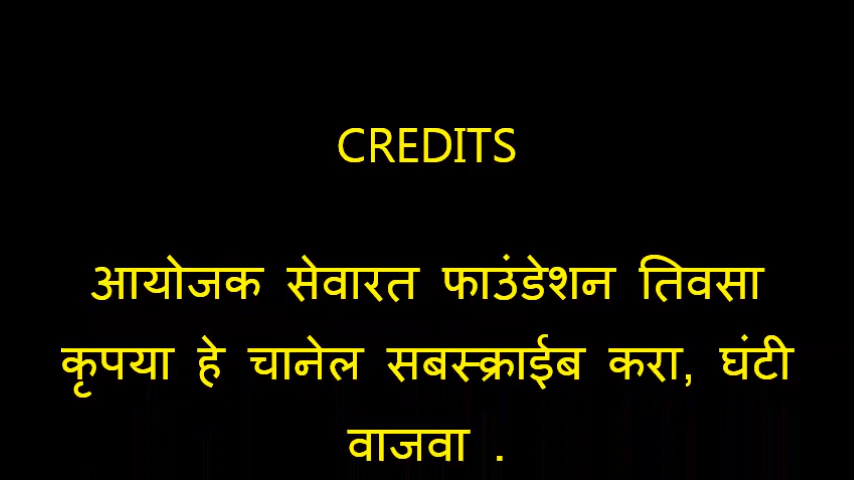 CREDITS
आयोजक सेवारत फाउंडेशन तिवसा
कृपया हे चानेल सबस्क्राईब करा, घंटी
वाजवा .